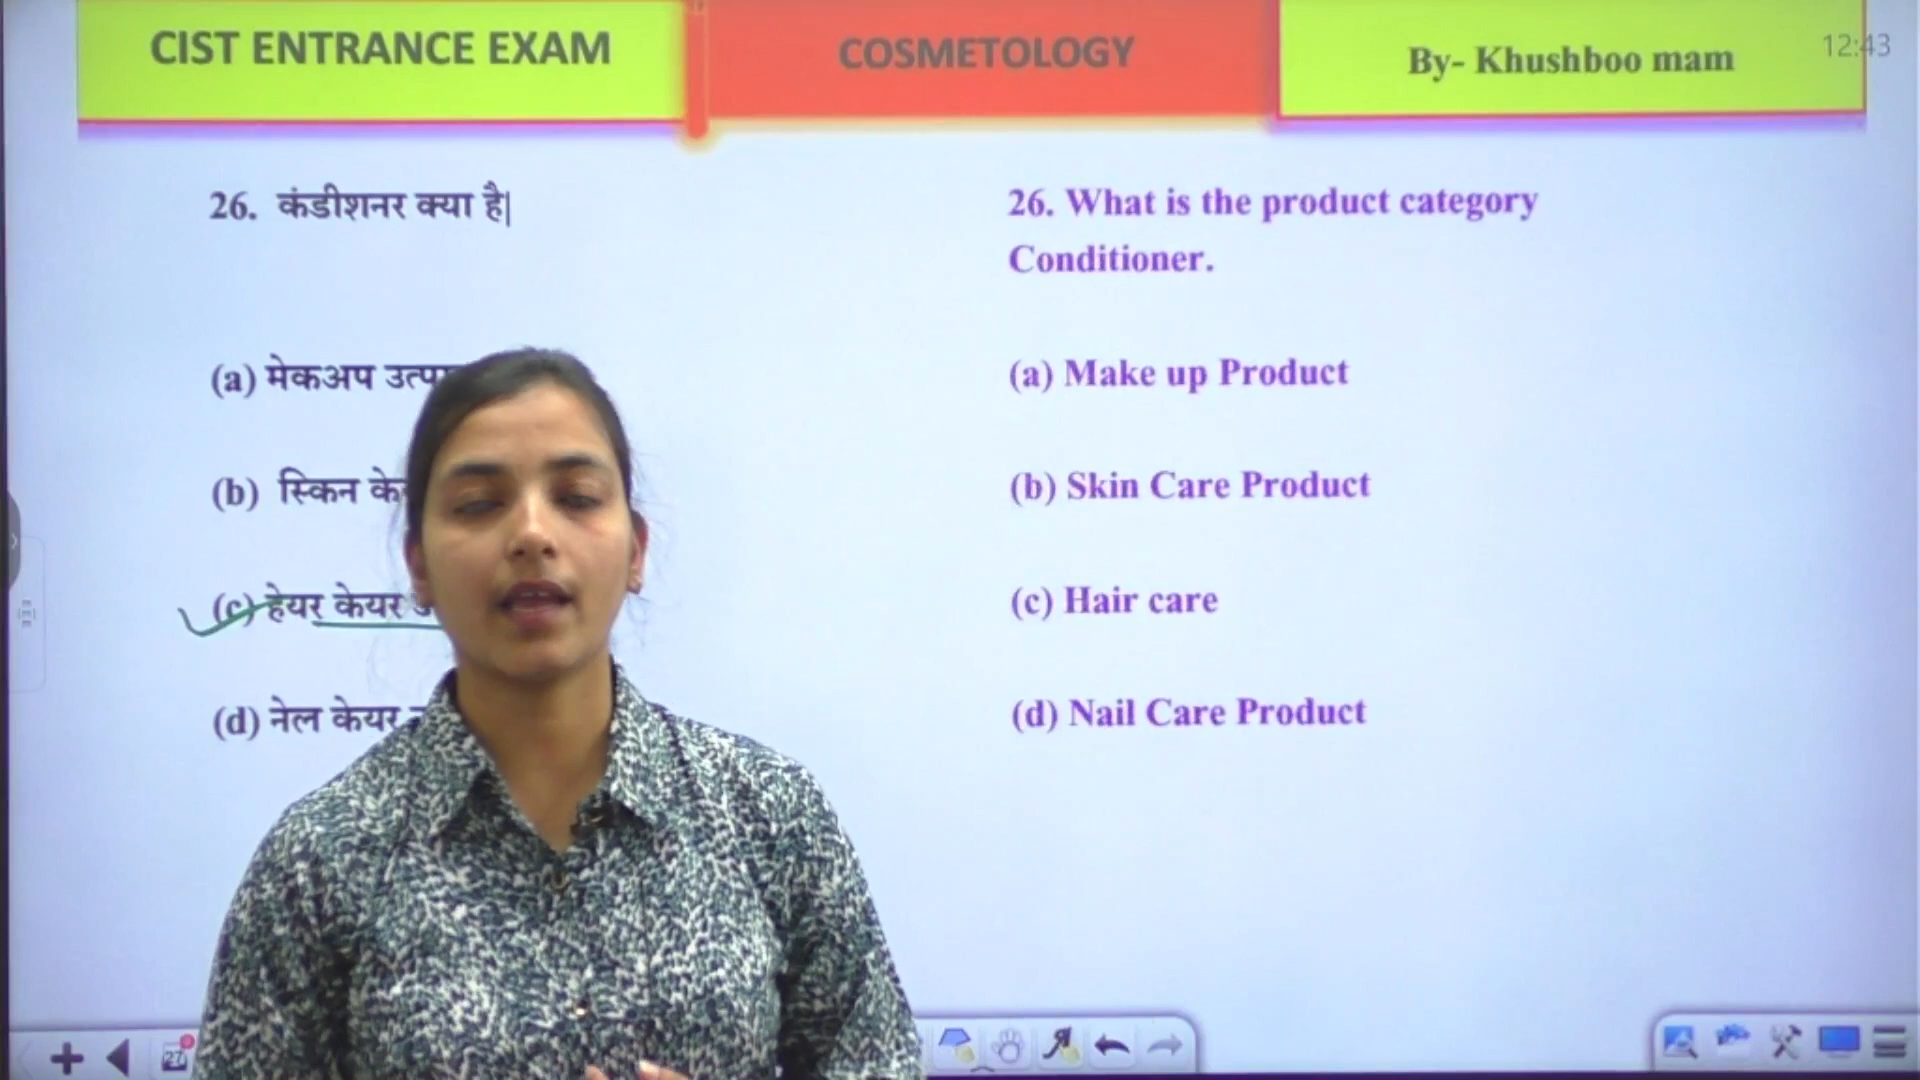 CIST ENTRANCE EXAM
COSMETOLOGY
By- Khushboo mam
12:43
26. कंडीशनर क्या है|
(a) मेकअप
(b) स्किन
(c) हेयर केयर
(d) नेल केयर
26. What is the product category
Conditioner.
(a) Make up Product
(b) Skin Care Product
(c) Hair care
(d) Nail Care Product
27